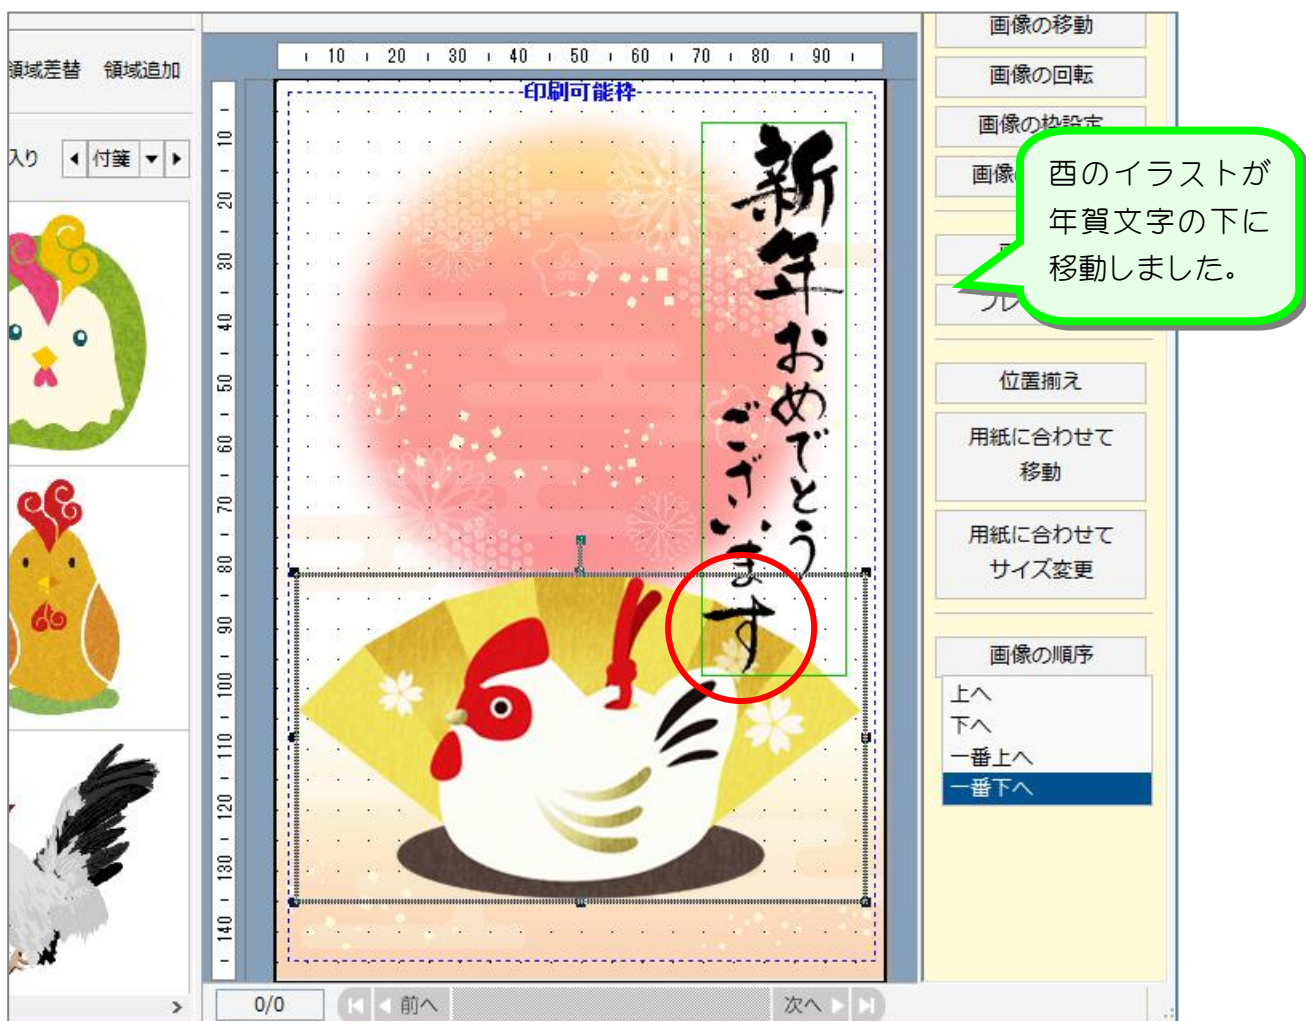 領域差替 領域追加
入り 付箋
10 20 30 40 50 60 70 80 90
印刷可能枠
10
20
30
40
50
60
70
80
90
100
110
120
130
140
新年おめでとう
ございます
画像の移動
画像の回転
画像の枠設定
画像
酉のイラストが
年賀文字の下に
移動しました。
位置揃え
用紙に合わせて
移動
用紙に合わせて
サイズ変更
画像の順序
上へ
下へ
一番上へ
一番下へ
0/0 前へ 次へ